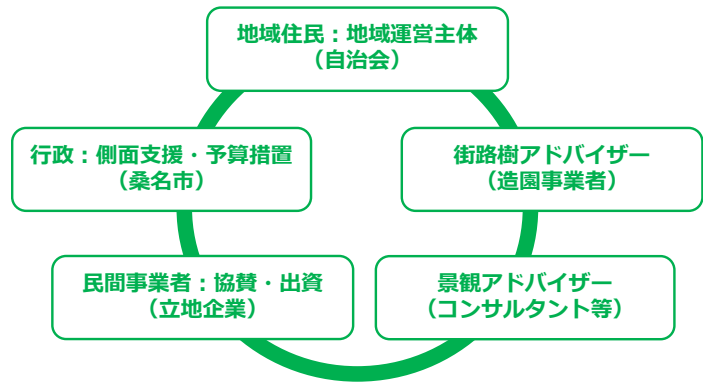 地域住民：地域運営主体
（自治会）
行政：側面支援・予算措置
（桑名市）
街路樹アドバイザー
（造園事業者）
民間事業者：協賛・出資
（立地企業）
景観アドバイザー
（コンサルタント等）